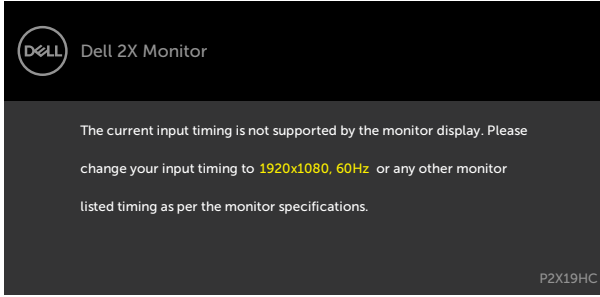 DELL Dell 2X Monitor
The current input timing is not supported by the monitor display. Please
change your input timing to 1920x1080, 60Hz or any other monitor
listed timing as per the monitor specifications.
P2X19HC